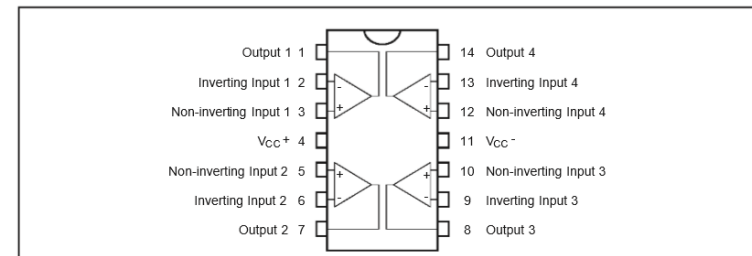 Output 1 1
Inverting Input 1 2
Non-inverting Input 1 3
VCC+ 4
Non-inverting Input 2 5
Inverting Input 2 6
Output 2 7
14 Output 4
13 Inverting Input 4
12 Non-inverting Input 4
11 VCC-
10 Non-inverting Input 3
9 Inverting Input 3
8 Output 3
-
+
-
+
+
-
+
-